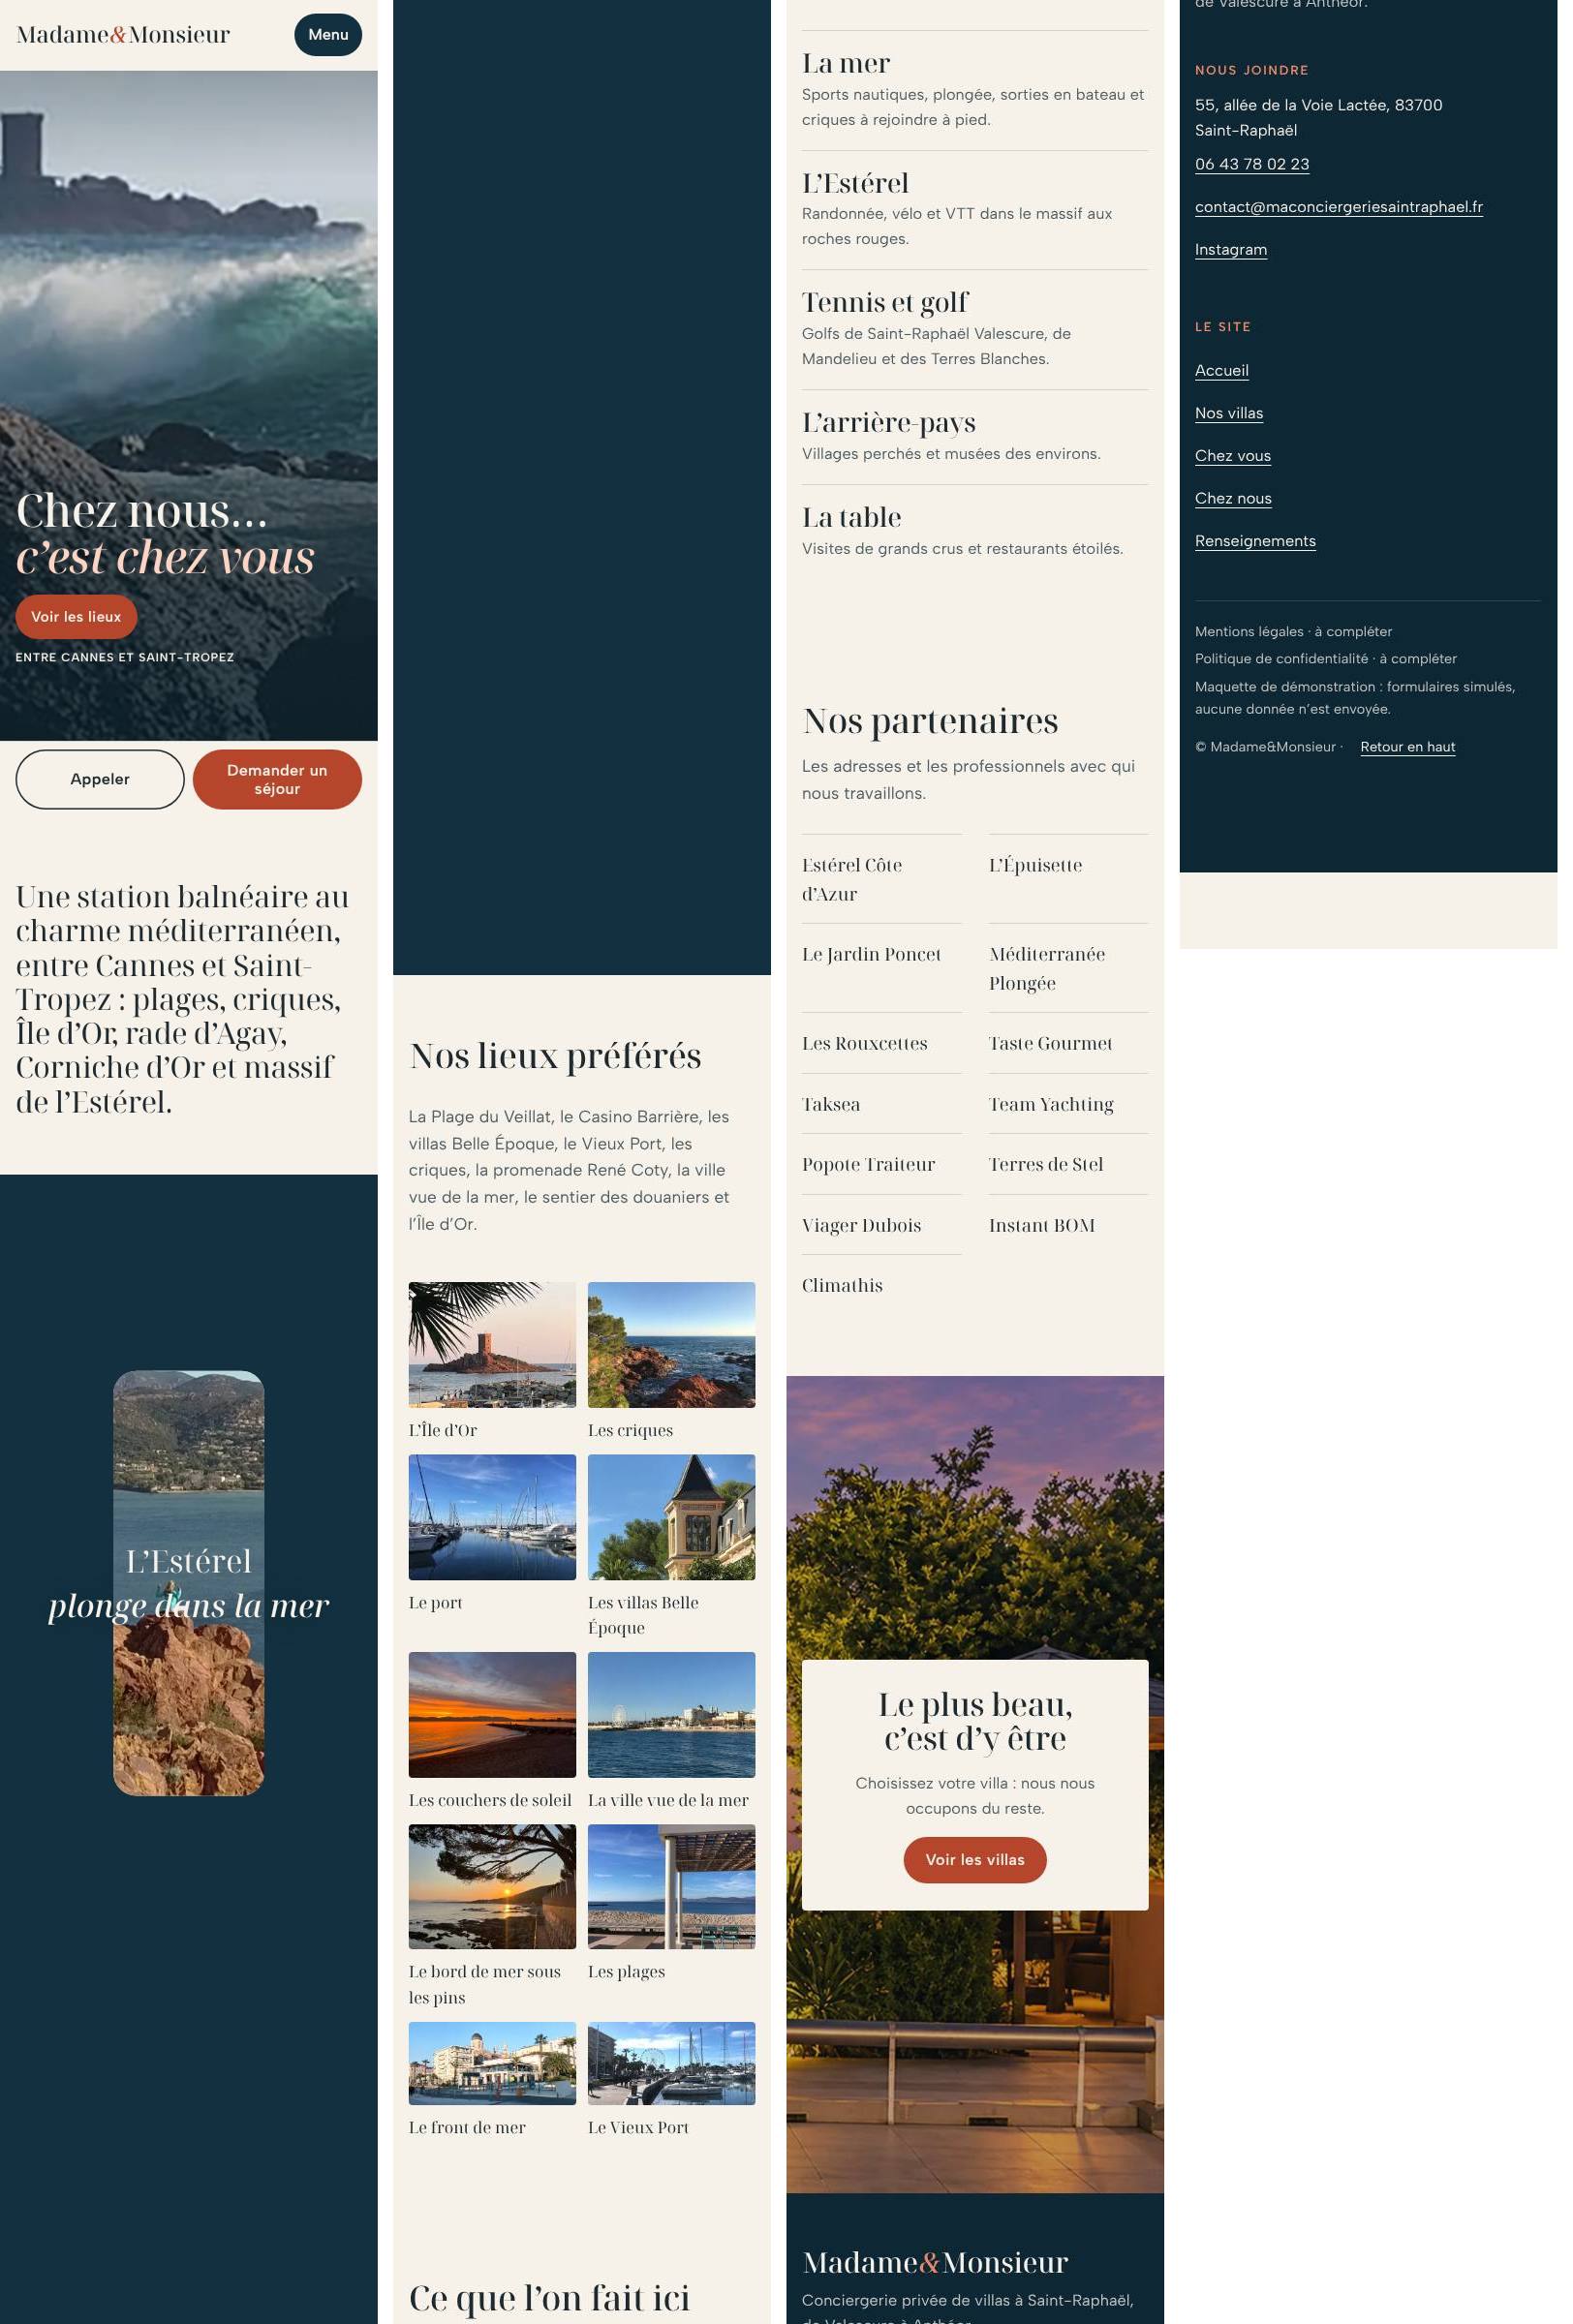 Madame&Monsieur
Menu
Chez nous…
c’est chez vous
Voir les lieux
ENTRE CANNES ET SAINT-TROPEZ
Appeler
Demander un
séjour
Une station balnéaire au
charme méditerranéen,
entre Cannes et Saint-
Tropez : plages, criques,
Île d’Or, rade d’Agay,
Corniche d’Or et massif
de l’Estérel.
L’Estérel
plonge dans la mer
Nos lieux préférés
La Plage du Veillat, le Casino Barrière, les
villas Belle Époque, le Vieux Port, les
criques, la promenade René Coty, la ville
vue de la mer, le sentier des douaniers et
l’Île d’Or.
L’Île d’Or
Les criques
Le port
Les villas Belle
Époque
Les couchers de soleil
La ville vue de la mer
Le bord de mer sous
les pins
Les plages
Le front de mer
Le Vieux Port
Ce que l’on fait ici
La mer
Sports nautiques, plongée, sorties en bateau et
criques à rejoindre à pied.
L’Estérel
Randonnée, vélo et VTT dans le massif aux
roches rouges.
Tennis et golf
Golfs de Saint-Raphaël Valescure, de
Mandelieu et des Terres Blanches.
L’arrière-pays
Villages perchés et musées des environs.
La table
Visites de grands crus et restaurants étoilés.
Nos partenaires
Les adresses et les professionnels avec qui
nous travaillons.
Estérel Côte
d’Azur
L’Épuisette
Le Jardin Poncet
Méditerranée
Plongée
Les Rouxcettes
Taste Gourmet
Taksea
Team Yachting
Popote Traiteur
Terres de Stel
Viager Dubois
Instant BOM
Climathis
Le plus beau,
c’est d’y être
Choisissez votre villa : nous nous
occupons du reste.
Voir les villas
Madame&Monsieur
Conciergerie privée de villas à Saint-Raphaël,
de Valescure à Anthéor.
NOUS JOINDRE
55, allée de la Voie Lactée, 83700
Saint-Raphaël
06 43 78 02 23
contact@maconciergeriesaintraphael.fr
Instagram
LE SITE
Accueil
Nos villas
Chez vous
Chez nous
Renseignements
Mentions légales · à compléter
Politique de confidentialité · à compléter
Maquette de démonstration : formulaires simulés,
aucune donnée n’est envoyée.
© Madame&Monsieur · Retour en haut